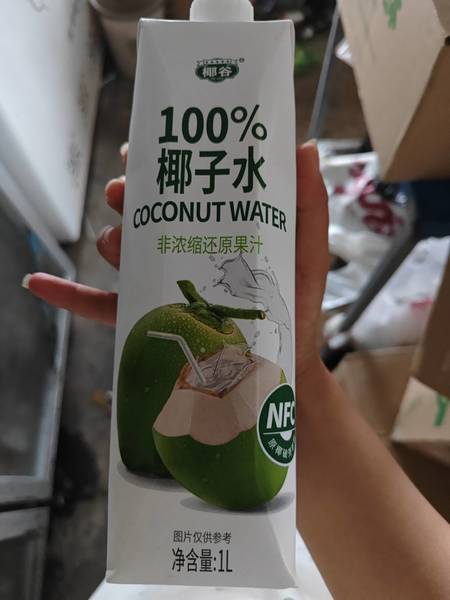 椰谷
100%
椰子水
COCONUT WATER
非浓缩还原果汁
NFC
图片仅供参考
净含量:1L